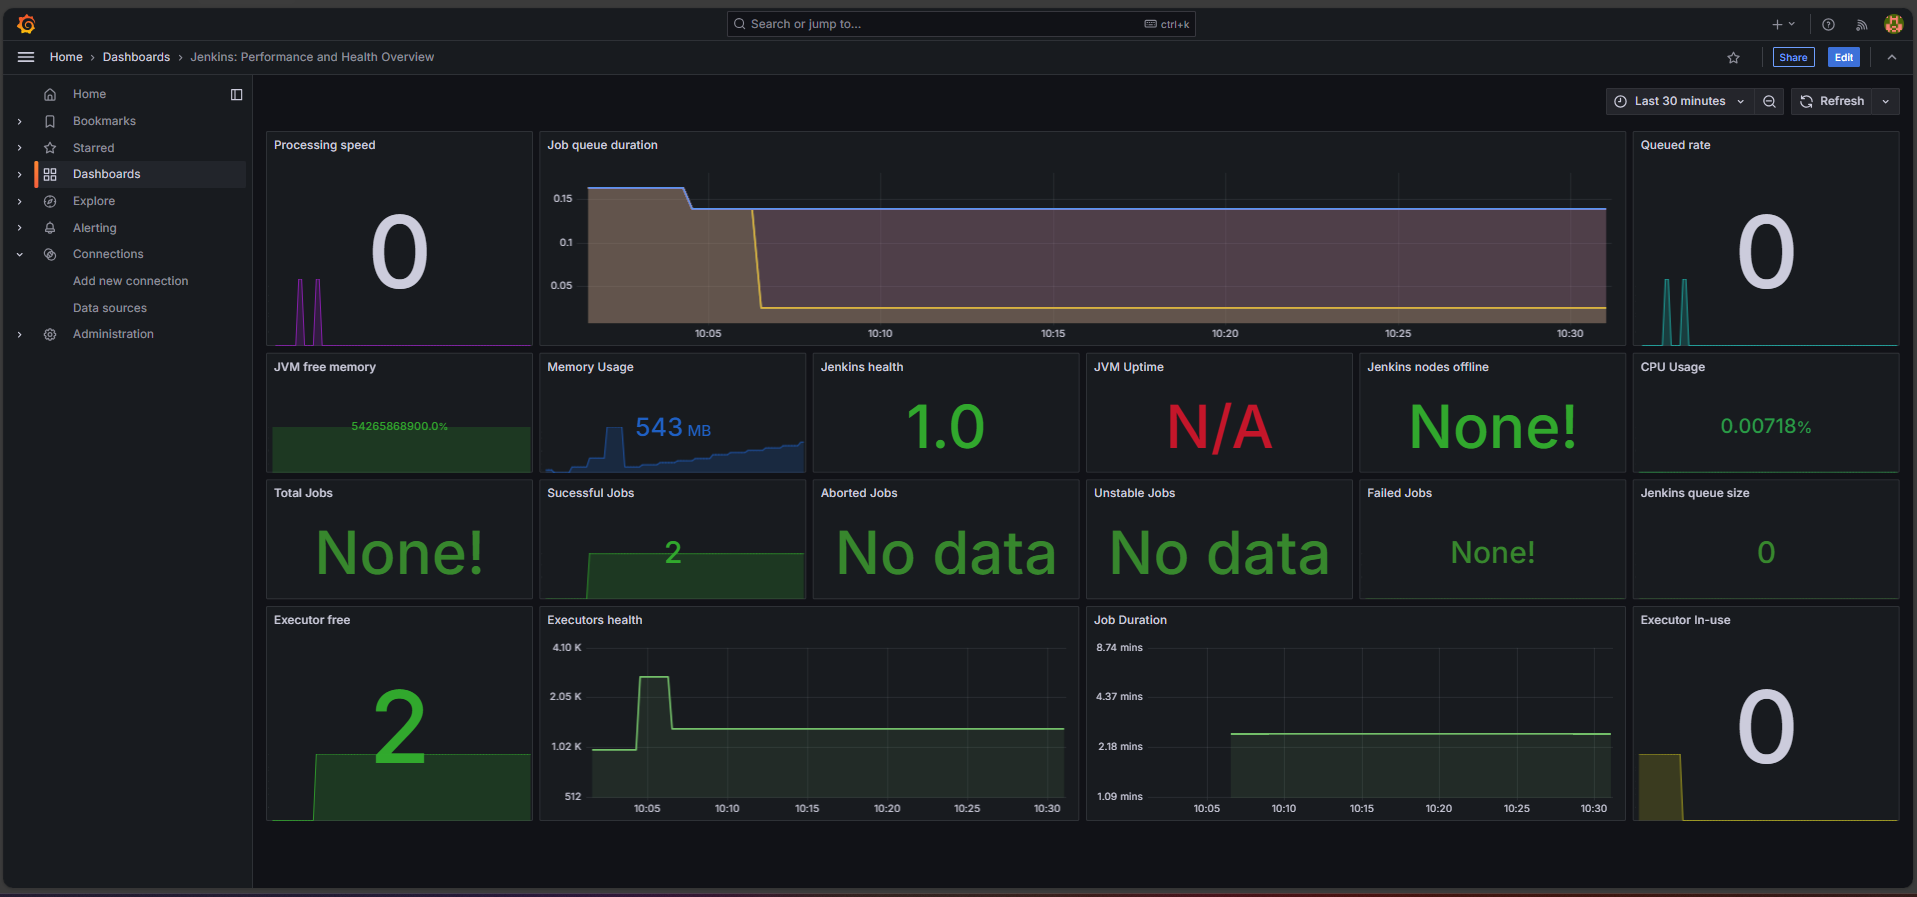 Search or jump to...
ctrl+k
Home
Dashboards
Jenkins: Performance and Health Overview
Share
Edit
Home
Bookmarks
Starred
Dashboards
Explore
Alerting
Connections
Add new connection
Data sources
Administration
Last 30 minutes
Refresh
Processing speed
0
Job queue duration
0.15
0.1
0.05
10:05
10:10
10:15
10:20
10:25
10:30
Queued rate
0
JVM free memory
54265868900.0%
Memory Usage
543 MB
Jenkins health
1.0
JVM Uptime
N/A
Jenkins nodes offline
None!
CPU Usage
0.00718%
Total Jobs
None!
Sucessful Jobs
2
Aborted Jobs
No data
Unstable Jobs
No data
Failed Jobs
None!
Jenkins queue size
0
Executor free
2
Executors health
4.10 K
2.05 K
1.02 K
512
10:05
10:10
10:15
10:20
10:25
10:30
Job Duration
8.74 mins
4.37 mins
2.18 mins
1.09 mins
10:05
10:10
10:15
10:20
10:25
10:30
Executor In-use
0